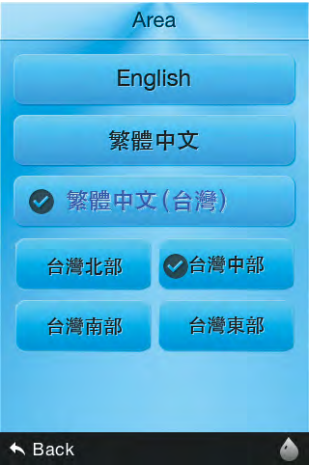 Area
English
繁體中文
繁體中文(台灣)
台灣北部 台灣中部
台灣南部 台灣東部
Back